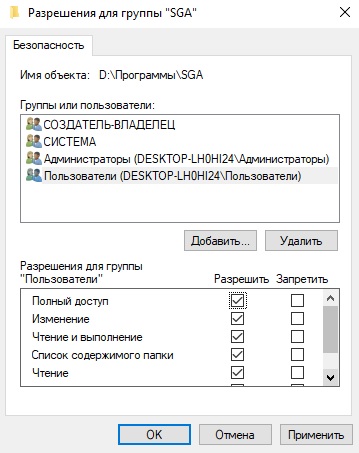 Разрешения для группы "SGA"
Безопасность
Имя объекта: D:\Программы\SGA
Группы или пользователи:
СОЗДАТЕЛЬ-ВЛАДЕЛЕЦ
СИСТЕМА
Администраторы (DESKTOP-LH0HI24\Администраторы)
Пользователи (DESKTOP-LH0HI24\Пользователи)
Добавить... Удалить
Разрешения для группы
"Пользователи" Разрешить Запретить
Полный доступ
Изменение
Чтение и выполнение
Список содержимого папки
Чтение
OK Отмена Применить